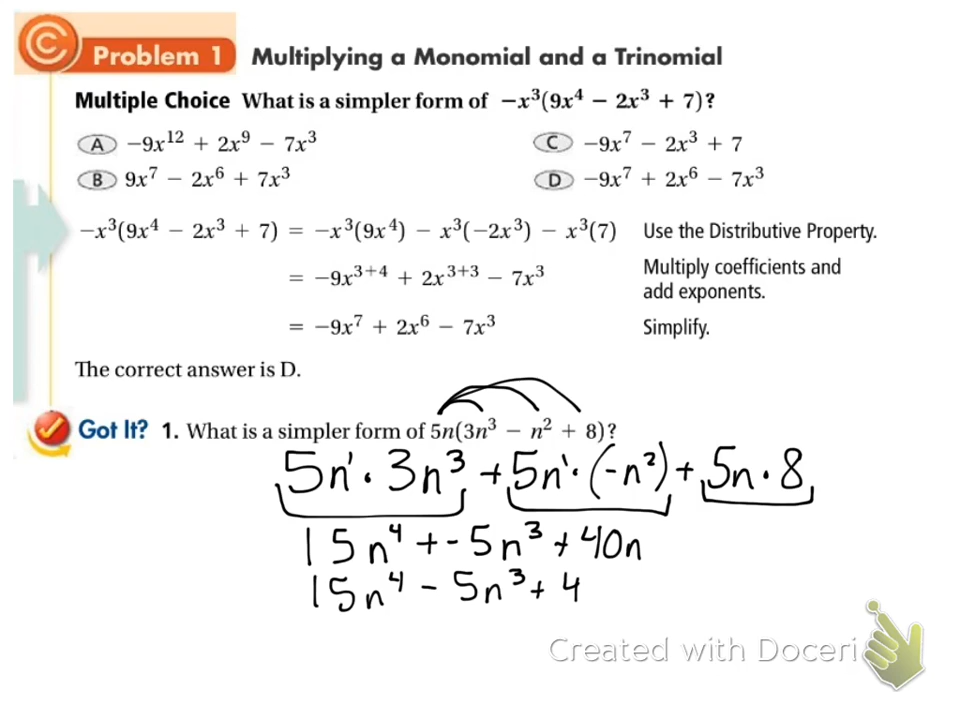 C
Problem 1 Multiplying a Monomial and a Trinomial
Multiple Choice What is a simpler form of −x³(9x⁴ − 2x³ + 7)?
A −9x¹² + 2x⁹ − 7x³
C −9x⁷ − 2x³ + 7
B 9x⁷ − 2x⁶ + 7x³
D −9x⁷ + 2x⁶ − 7x³
−x³(9x⁴ − 2x³ + 7) = −x³(9x⁴) − x³(−2x³) − x³(7) Use the Distributive Property.
= −9x³⁺⁴ + 2x³⁺³ − 7x³ Multiply coefficients and
add exponents.
= −9x⁷ + 2x⁶ − 7x³ Simplify.
The correct answer is D.
Got It? 1. What is a simpler form of 5n(3n³ − n² + 8)?
5n¹ · 3n³ + 5n¹ · (-n²) + 5n · 8
15n⁴ + -5n³ + 40n
15n⁴ - 5n³ + 4
Created with Doceri